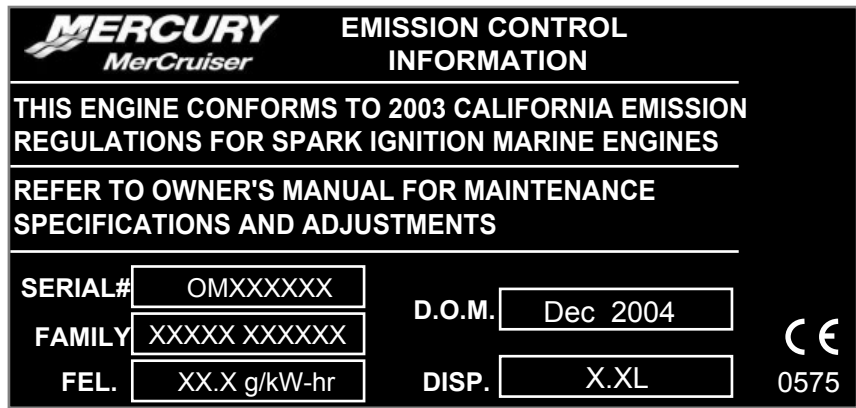 MERCURY
MerCruiser
EMISSION CONTROL
INFORMATION
THIS ENGINE CONFORMS TO 2003 CALIFORNIA EMISSION
REGULATIONS FOR SPARK IGNITION MARINE ENGINES
REFER TO OWNER'S MANUAL FOR MAINTENANCE
SPECIFICATIONS AND ADJUSTMENTS
SERIAL# OMXXXXXX
FAMILY XXXXX XXXXXX
FEL. XX.X g/kW-hr
D.O.M. Dec 2004
DISP. X.XL
CE
0575